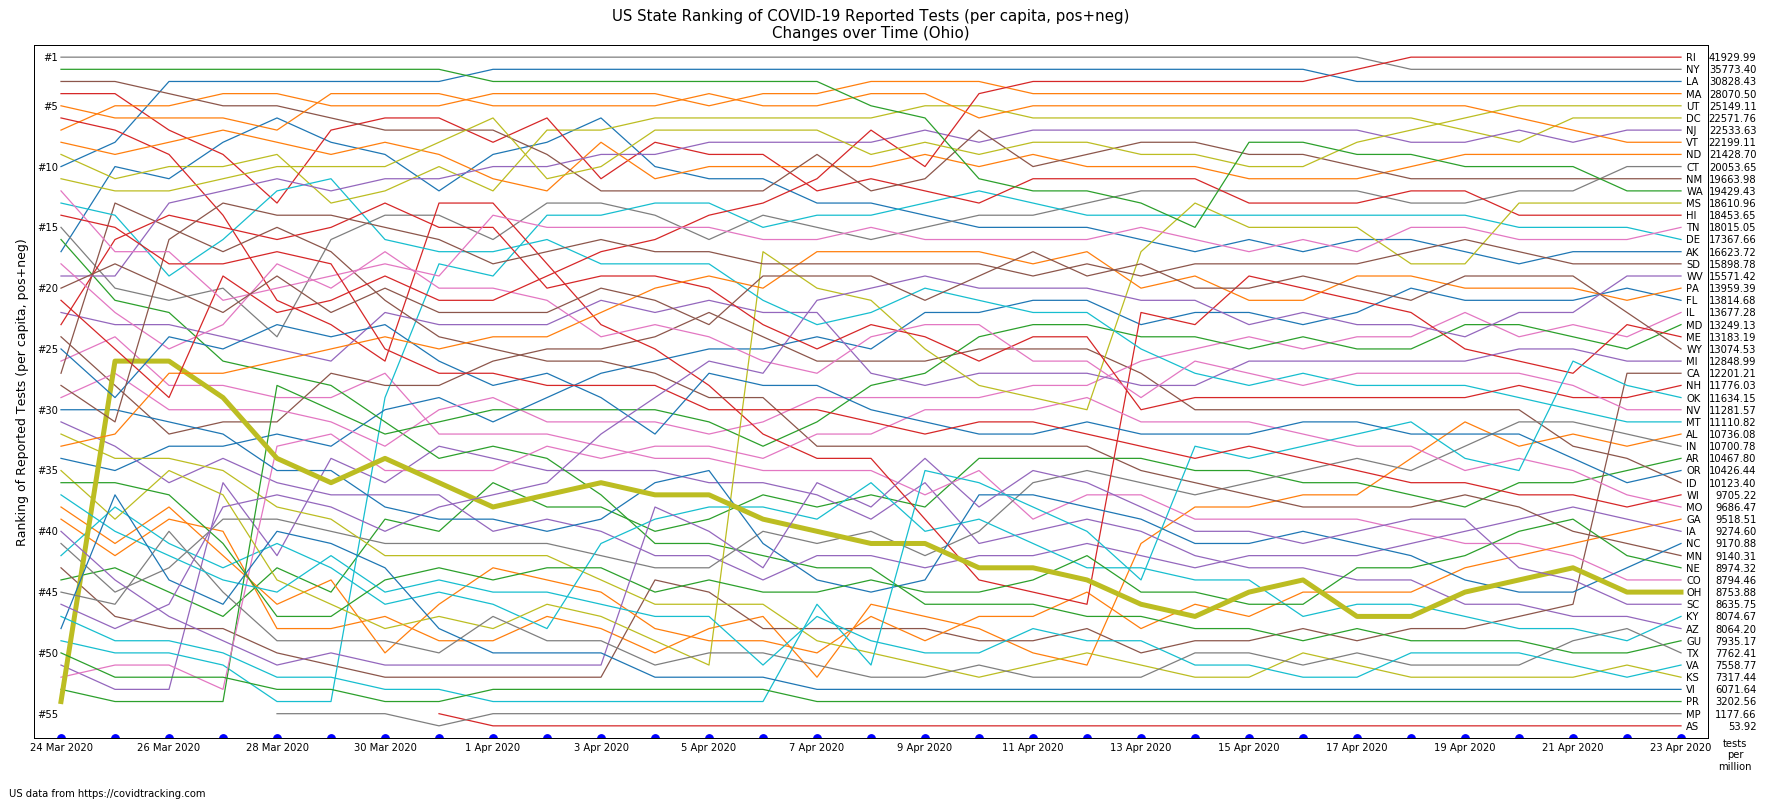 US State Ranking of COVID-19 Reported Tests (per capita, pos+neg)
Changes over Time (Ohio)
Ranking of Reported Tests (per capita, pos+neg)
#1
#5
#10
#15
#20
#25
#30
#35
#40
#45
#50
#55
RI 41929.99
NY 35773.40
LA 30828.43
MA 28070.50
UT 25149.11
DC 22571.76
NJ 22533.63
VT 22199.11
ND 21428.70
CT 20053.65
NM 19663.98
WA 19429.43
MS 18610.96
HI 18453.65
TN 18015.05
DE 17367.66
AK 16623.72
SD 15898.78
WV 15571.42
PA 13959.39
FL 13814.68
IL 13677.28
MD 13249.13
ME 13183.19
WY 13074.53
MI 12848.99
CA 12201.21
NH 11776.03
OK 11634.15
NV 11281.57
MT 11110.82
AL 10736.08
IN 10700.78
AR 10467.80
OR 10426.44
ID 10123.40
WI 9705.22
MO 9686.47
GA 9518.51
IA 9274.60
NC 9170.88
MN 9140.31
NE 8974.32
CO 8794.46
OH 8753.88
SC 8635.75
KY 8074.67
AZ 8064.20
GU 7935.17
TX 7762.41
VA 7558.77
KS 7317.44
VI 6071.64
PR 3202.56
MP 1177.66
AS 53.92
24 Mar 2020 26 Mar 2020 28 Mar 2020 30 Mar 2020 1 Apr 2020 3 Apr 2020 5 Apr 2020 7 Apr 2020 9 Apr 2020 11 Apr 2020 13 Apr 2020 15 Apr 2020 17 Apr 2020 19 Apr 2020 21 Apr 2020 23 Apr 2020
tests
per
million
US data from https://covidtracking.com